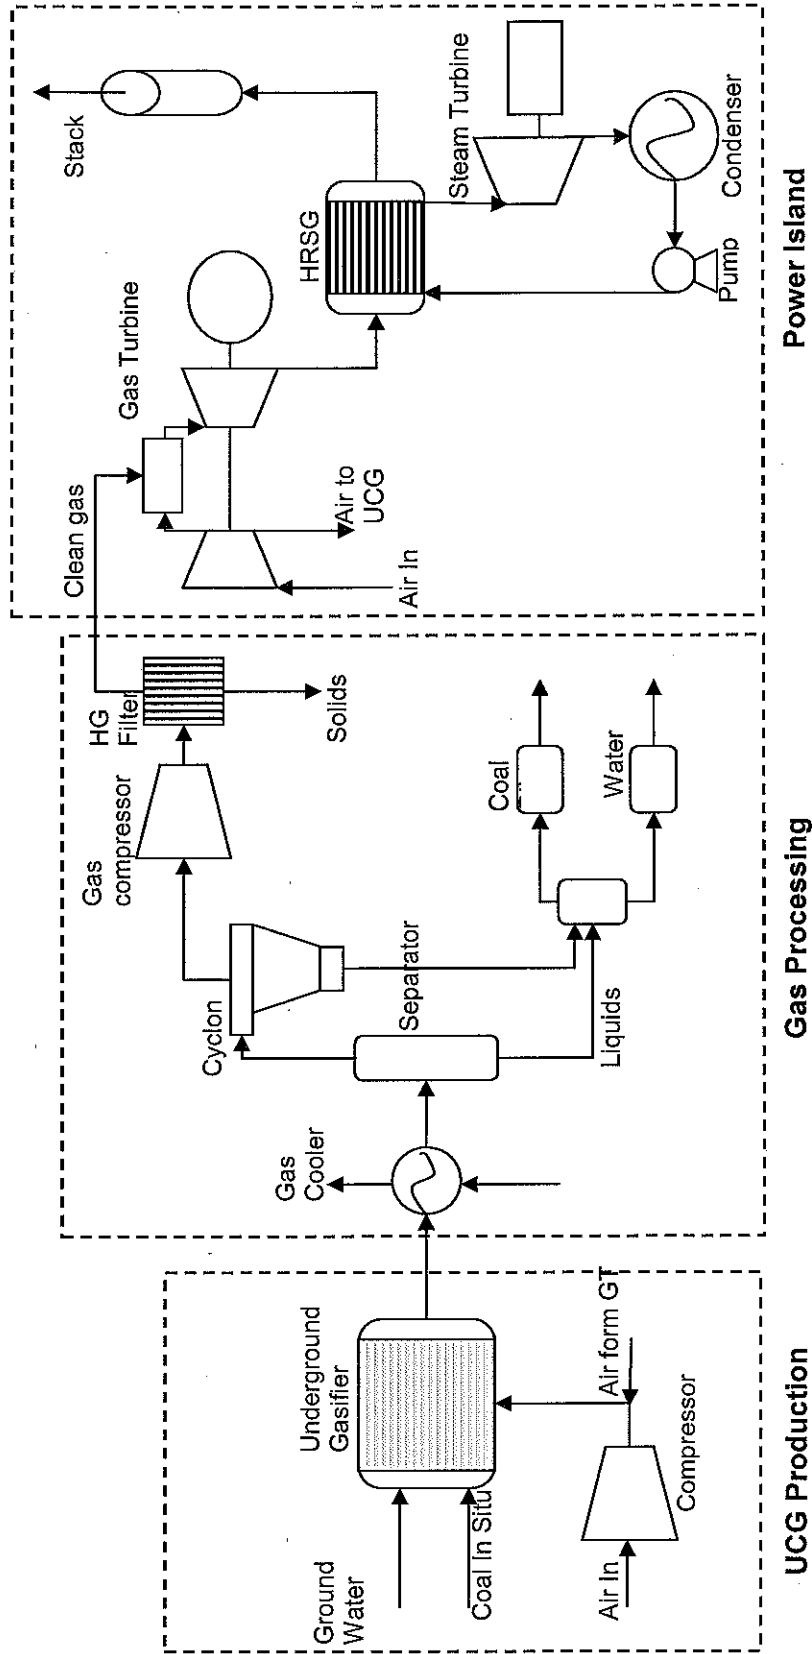 Ground
Water
Coal In Situ
Underground
Gasifier
Air In
Compressor
Air form GT
UCG Production
Gas
Cooler
Cyclon
Separator
Liquids
Gas
compressor
HG
Filter
Solids
Coal
Water
Gas Processing
Clean gas
Air In
Air to
UCG
Gas Turbine
HRSG
Stack
Steam Turbine
Pump
Condenser
Power Island